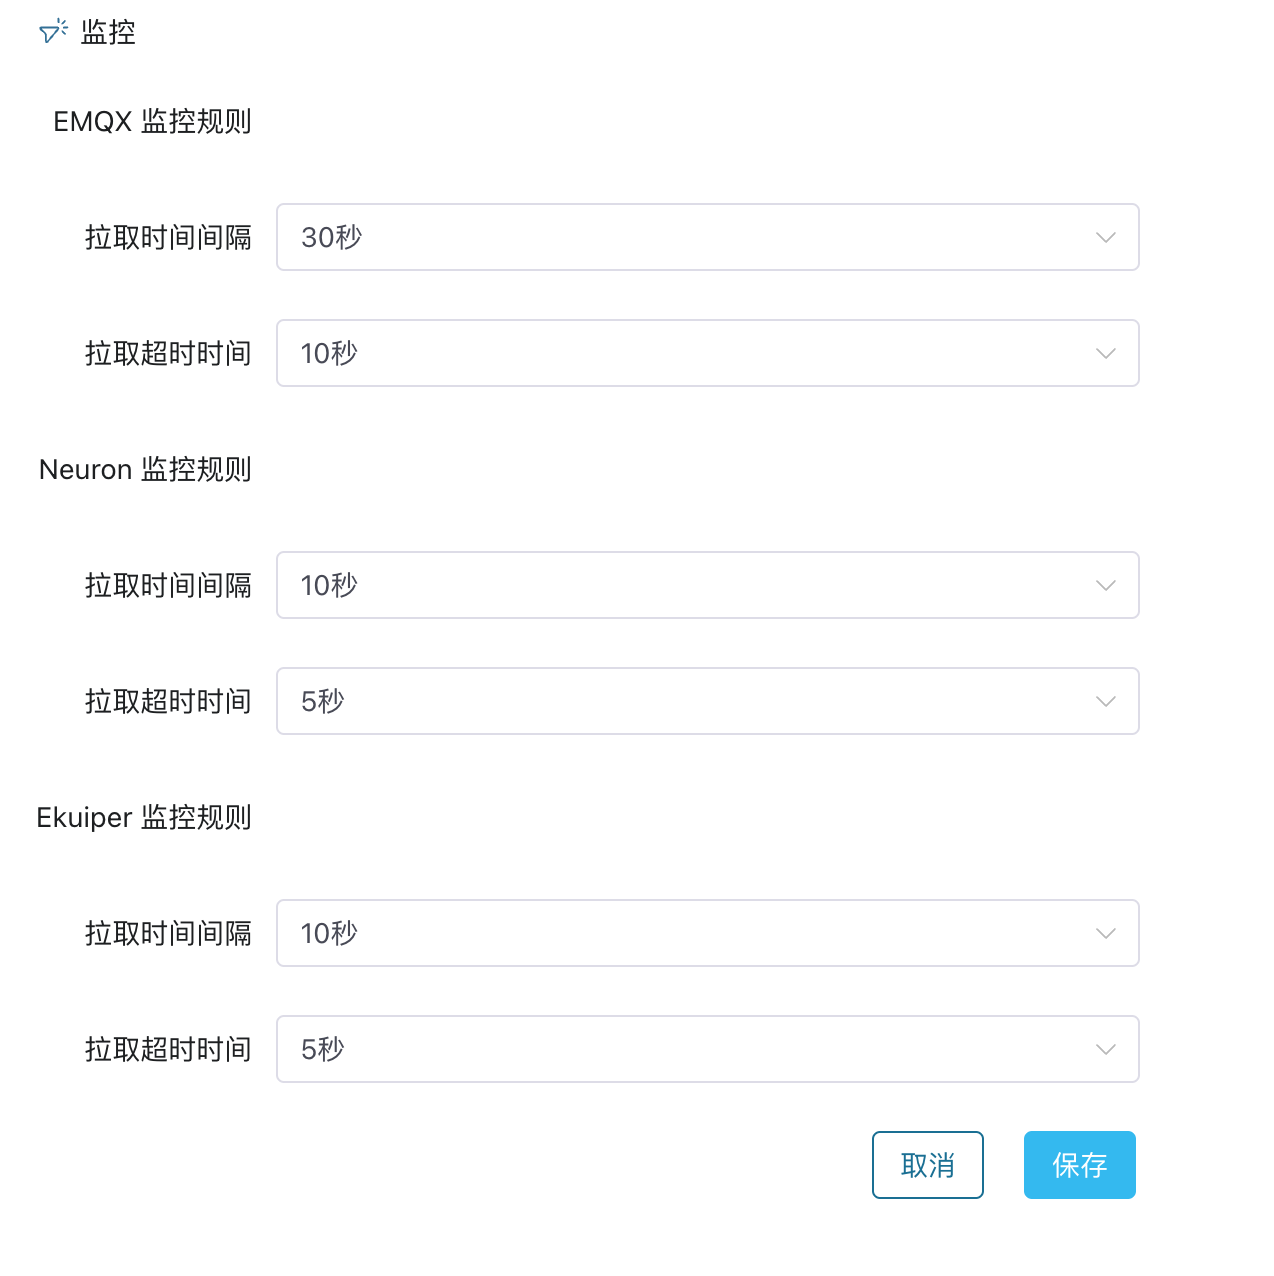 监控
EMQX 监控规则
拉取时间间隔 30秒
拉取超时时间 10秒
Neuron 监控规则
拉取时间间隔 10秒
拉取超时时间 5秒
Ekuiper 监控规则
拉取时间间隔 10秒
拉取超时时间 5秒
取消 保存